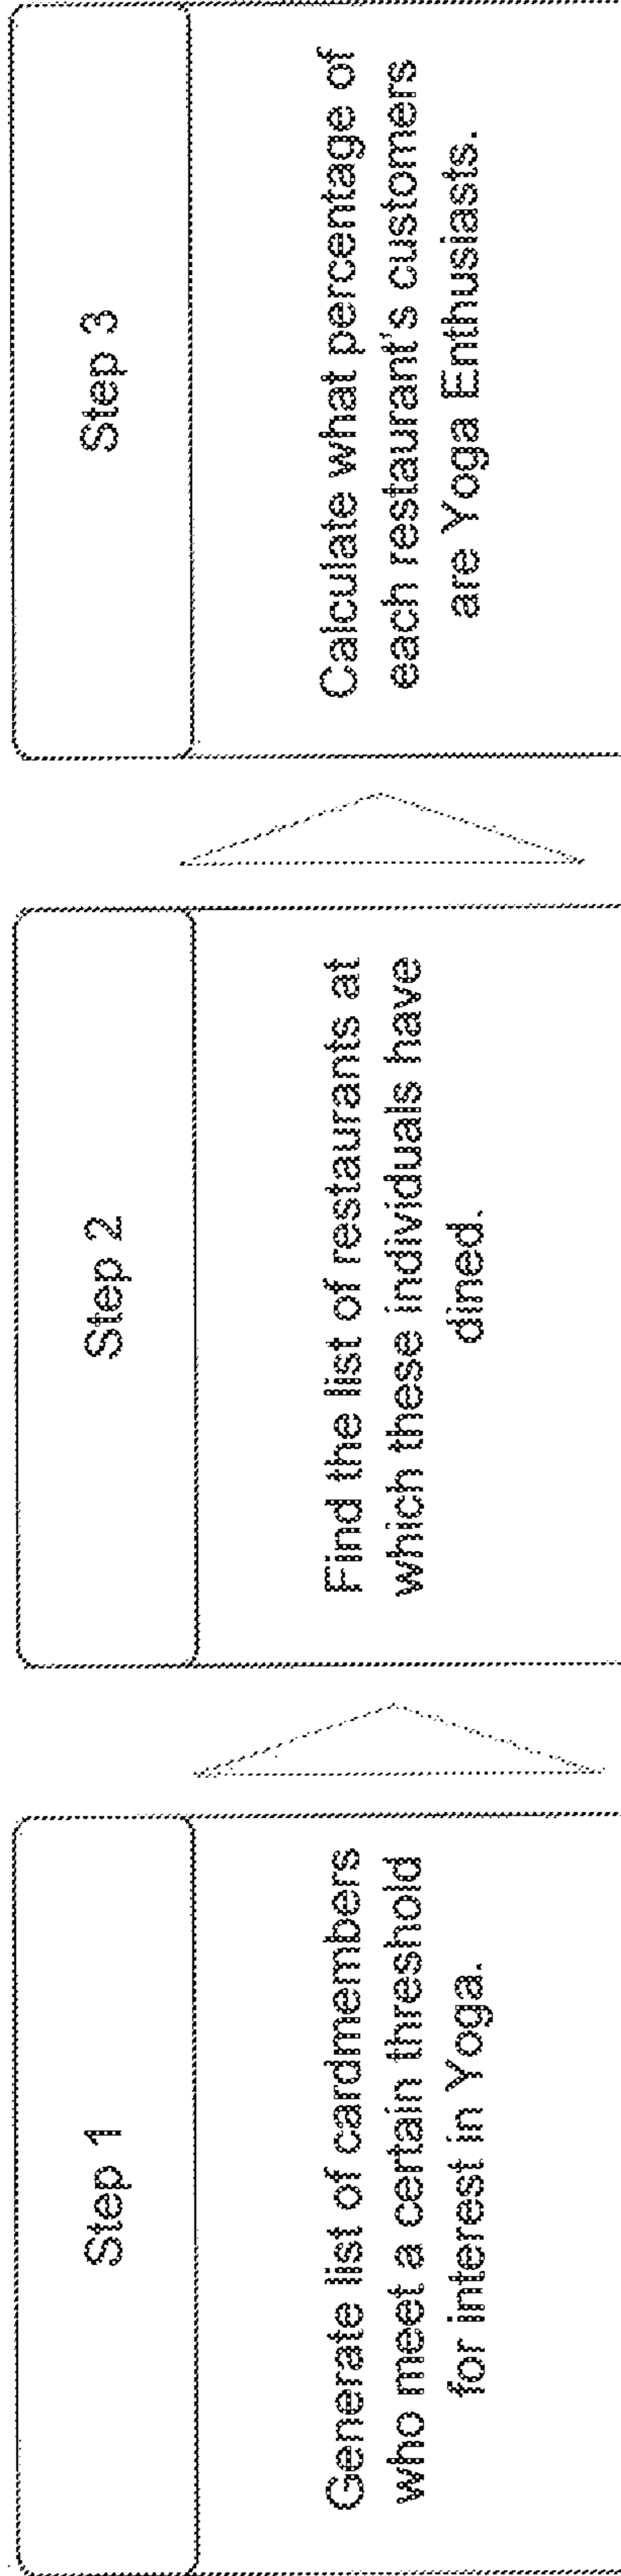 Step 1
Generate list of cardmembers
who meet a certain threshold
for interest in Yoga.
Step 2
Find the list of restaurants at
which these individuals have
dined.
Step 3
Calculate what percentage of
each restaurant's customers
are Yoga Enthusiasts.